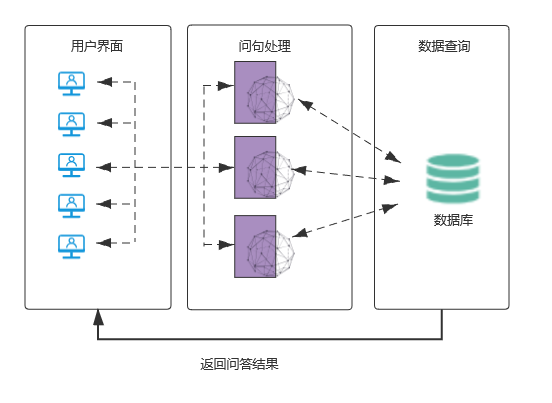 用户界面
问句处理
数据查询
数据库
返回问答结果